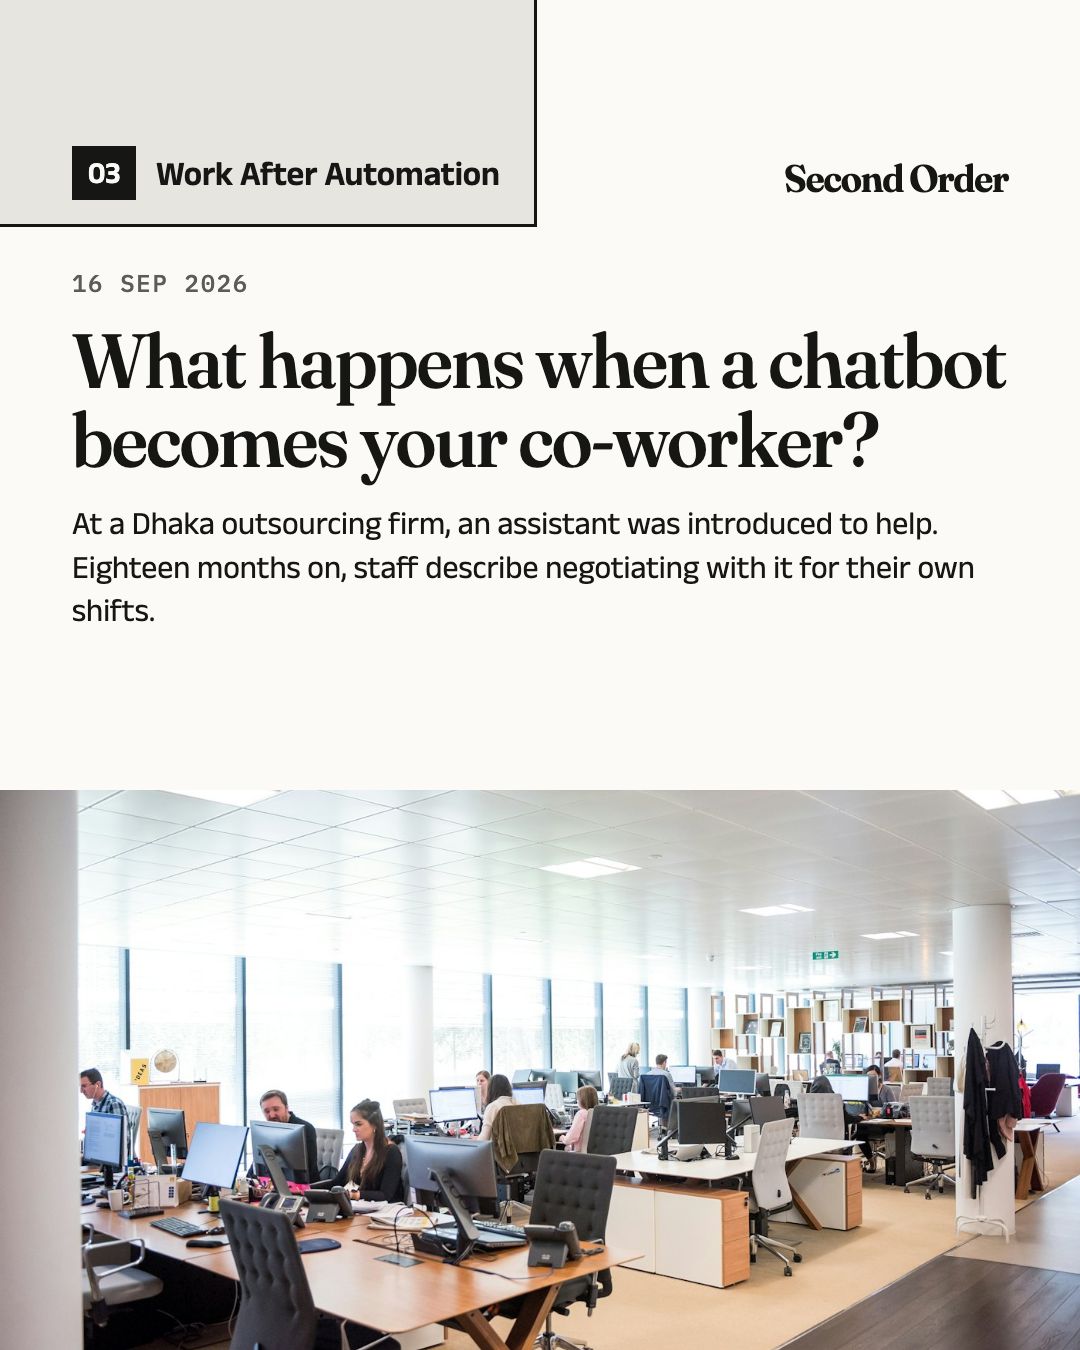 03 Work After Automation
Second Order
16 SEP 2026
What happens when a chatbot
becomes your co-worker?
At a Dhaka outsourcing firm, an assistant was introduced to help.
Eighteen months on, staff describe negotiating with it for their own
shifts.
IDEAS